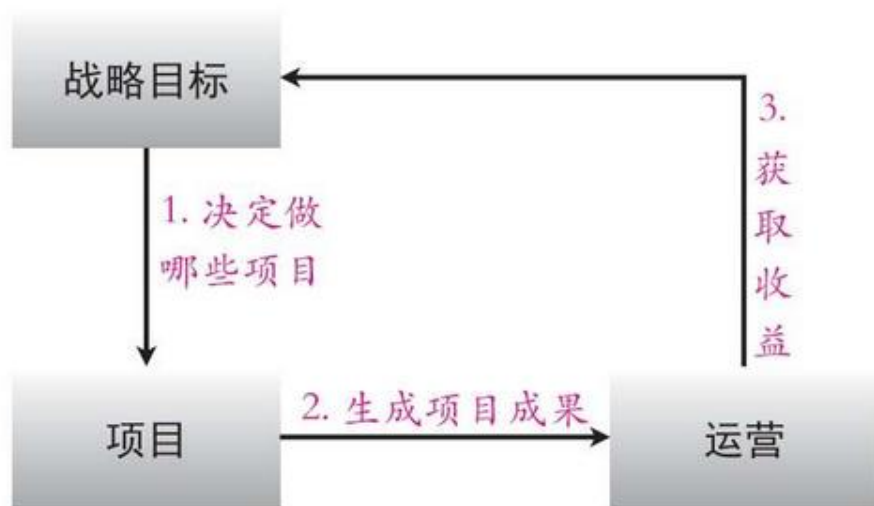 战略目标
1. 决定做
哪些项目
3.
获
取
收
益
项目
2. 生成项目成果
运营